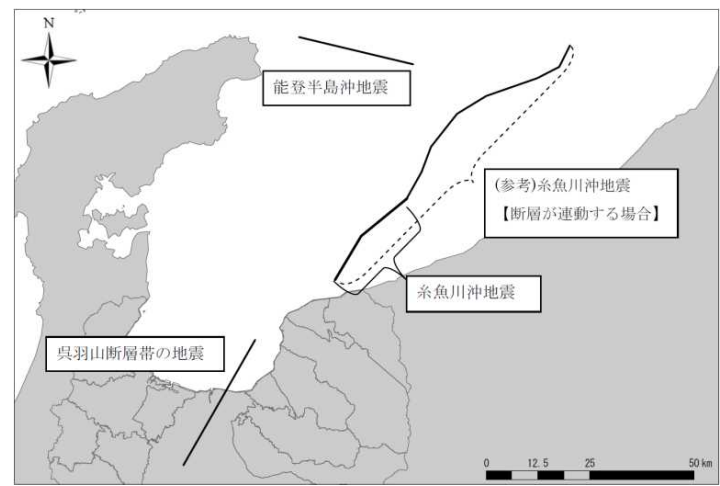 N
能登半島沖地震
(参考)糸魚川沖地震
【断層が連動する場合】
糸魚川沖地震
呉羽山断層帯の地震
0 12.5 25 50 km